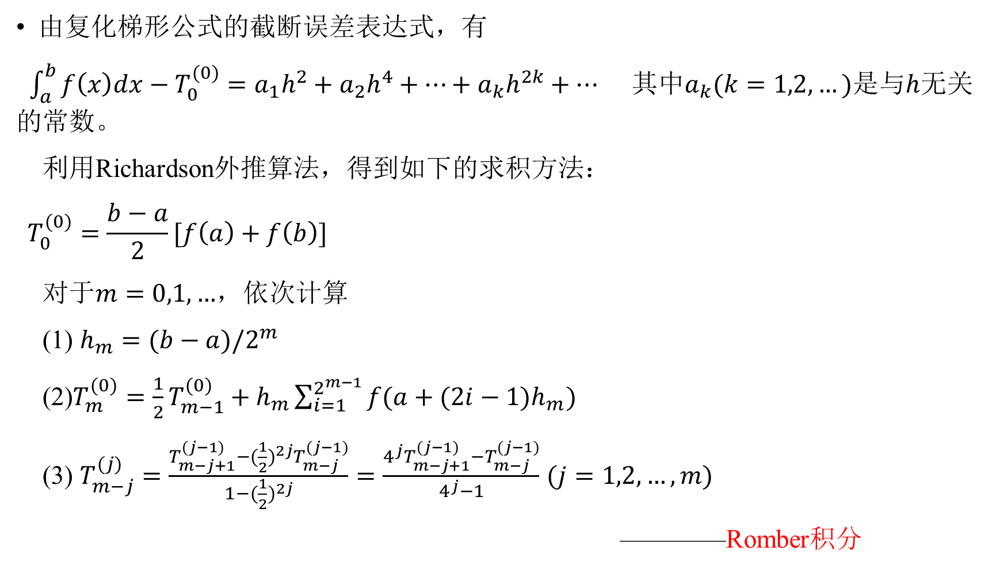 • 由复化梯形公式的截断误差表达式，有
$\int_a^b f(x)dx - T_0^{(0)} = a_1h^2 + a_2h^4 + \cdots + a_kh^{2k} + \cdots$ 其中$a_k(k = 1,2,\ldots)$是与$h$无关
的常数。
利用Richardson外推算法，得到如下的求积方法：
$T_0^{(0)} = \frac{b-a}{2}[f(a) + f(b)]$
对于$m = 0,1,\ldots$，依次计算
(1) $h_m = (b-a)/2^m$
(2)$T_m^{(0)} = \frac{1}{2}T_{m-1}^{(0)} + h_m\sum_{i=1}^{2^{m-1}} f(a + (2i-1)h_m)$
(3) $T_{m-j}^{(j)} = \frac{T_{m-j+1}^{(j-1)} - (\frac{1}{2})^{2j}T_{m-j}^{(j-1)}}{1-(\frac{1}{2})^{2j}} = \frac{4^jT_{m-j+1}^{(j-1)} - T_{m-j}^{(j-1)}}{4^j-1}$ $(j = 1,2,\ldots,m)$
————Romber积分